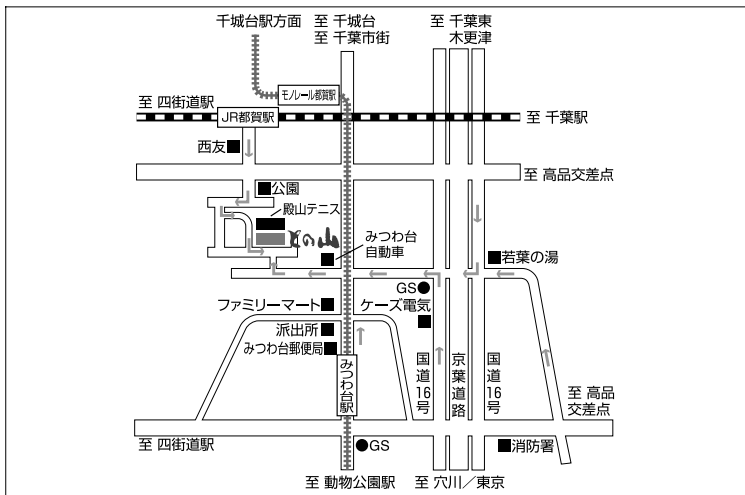 千城台駅方面
至 千城台
至 千葉市街
至 千葉東
木更津
モノレール都賀駅
至 四街道駅
JR都賀駅
至 千葉駅
西友
至 高品交差点
公園
殿山テニス
みつわ台
自動車
若葉の湯
GS
ファミリーマート
ケーズ電気
派出所
みつわ台郵便局
みつわ台駅
国道16号
京葉道路
国道16号
至 高品
交差点
至 四街道駅
GS
消防署
至 動物公園駅
至 穴川／東京